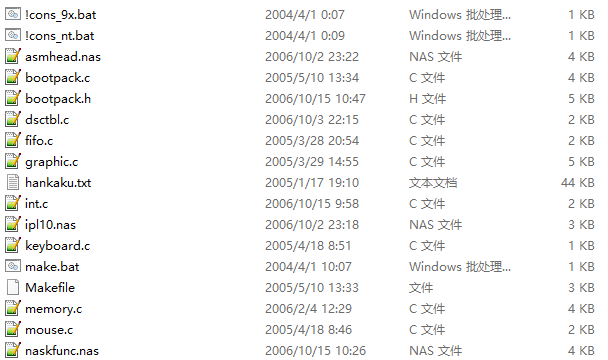 !cons_9x.bat 2004/4/1 0:07 Windows 批处理... 1 KB
!cons_nt.bat 2004/4/1 0:09 Windows 批处理... 1 KB
asmhead.nas 2006/10/2 23:22 NAS 文件 4 KB
bootpack.c 2005/5/10 13:34 C 文件 4 KB
bootpack.h 2006/10/15 10:47 H 文件 5 KB
dsctbl.c 2006/10/3 22:15 C 文件 2 KB
fifo.c 2005/3/28 20:54 C 文件 2 KB
graphic.c 2005/3/29 14:55 C 文件 5 KB
hankaku.txt 2005/1/17 19:10 文本文档 44 KB
int.c 2006/10/15 9:58 C 文件 2 KB
ipl10.nas 2006/10/2 23:18 NAS 文件 3 KB
keyboard.c 2005/4/18 8:51 C 文件 1 KB
make.bat 2004/4/1 10:07 Windows 批处理... 1 KB
Makefile 2005/5/10 13:33 文件 3 KB
memory.c 2006/2/4 12:29 C 文件 4 KB
mouse.c 2005/4/18 8:46 C 文件 2 KB
naskfunc.nas 2006/10/15 10:26 NAS 文件 4 KB